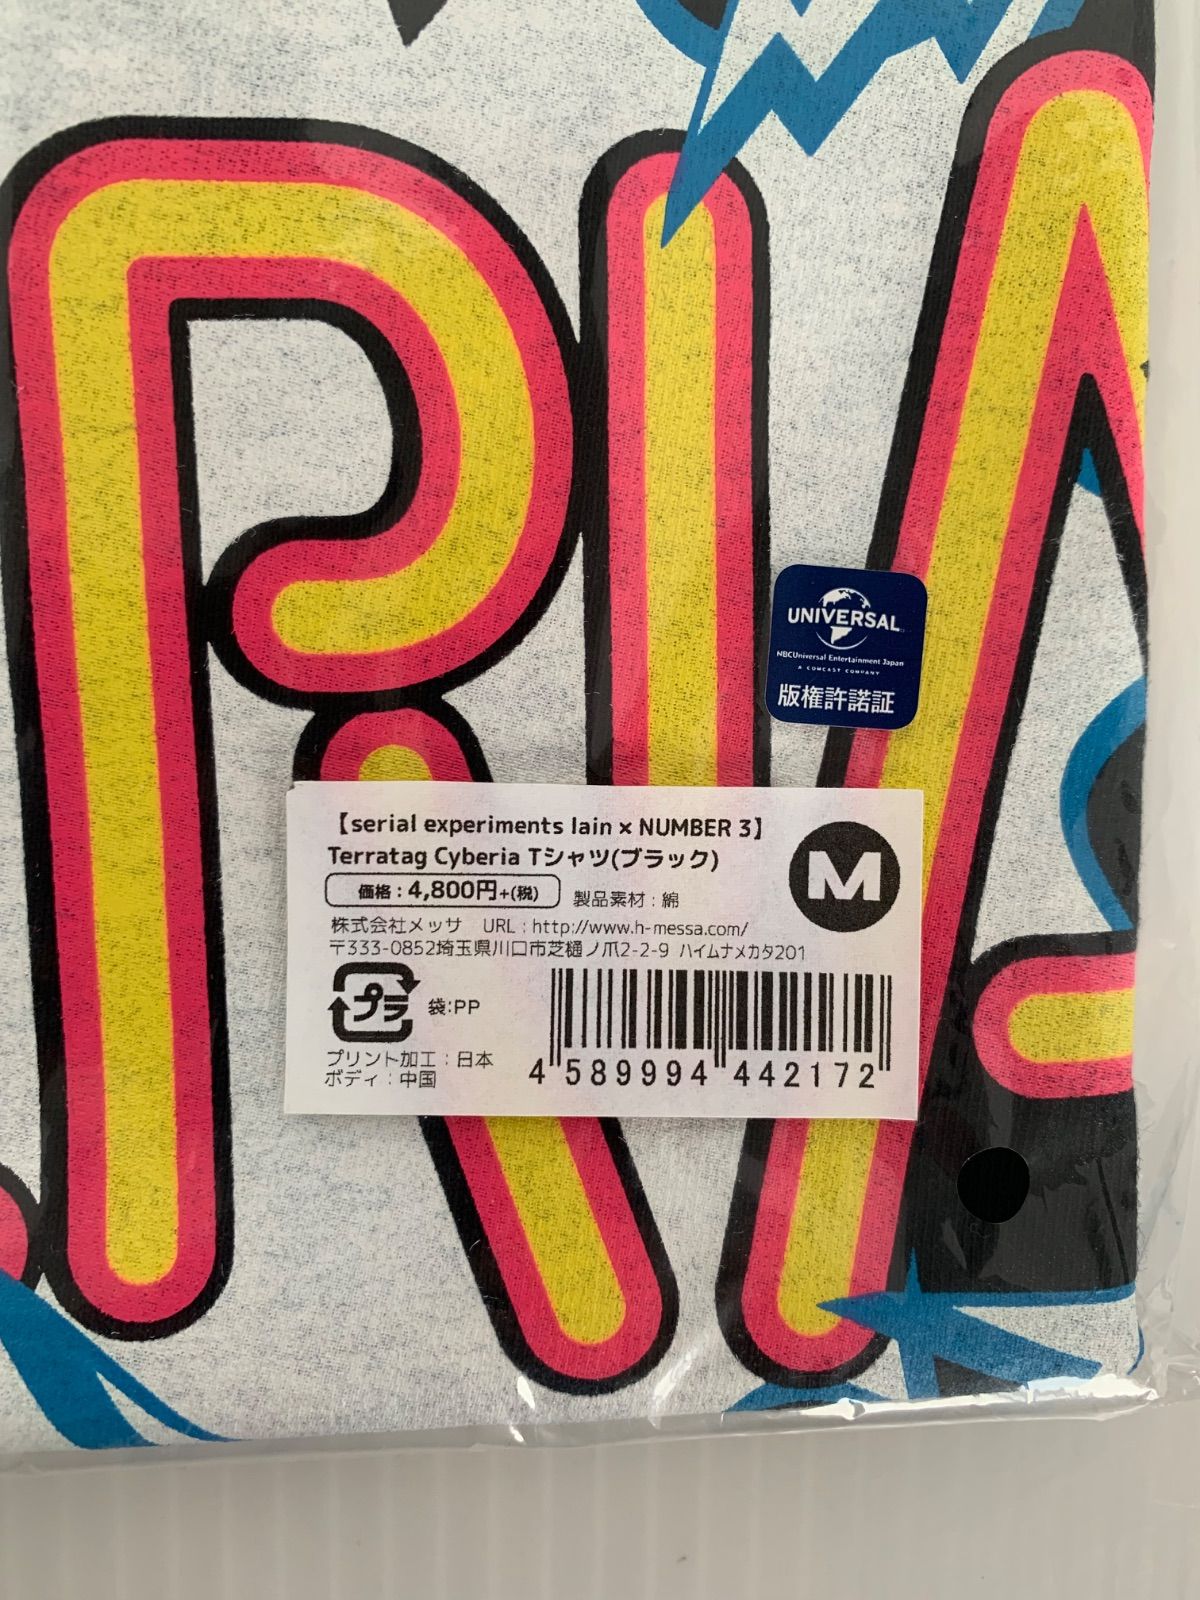 RIA
UNIVERSAL
NBCUniversal Entertainment Japan
A COMCAST COMPANY
版権許諾証
【serial experiments lain × NUMBER 3】
Terratag Cyberia Tシャツ(ブラック)
M
価格：4,800円+(税)
製品素材：綿
株式会社メッサ URL：http://www.h-messa.com/
〒333-0852埼玉県川口市芝樋ノ爪2-2-9 ハイムナメカタ201
プラ
袋:PP
プリント加工：日本
ボディ：中国
4 589994 442172